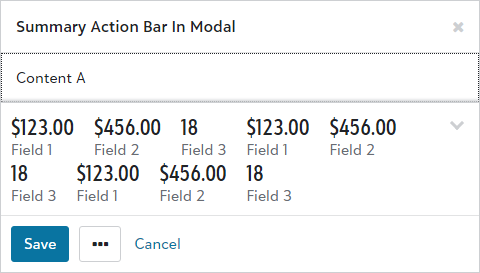 Summary Action Bar In Modal
Content A
$123.00 $456.00 18 $123.00 $456.00
Field 1 Field 2 Field 3 Field 1 Field 2
18 $123.00 $456.00 18
Field 3 Field 1 Field 2 Field 3
Save ••• Cancel